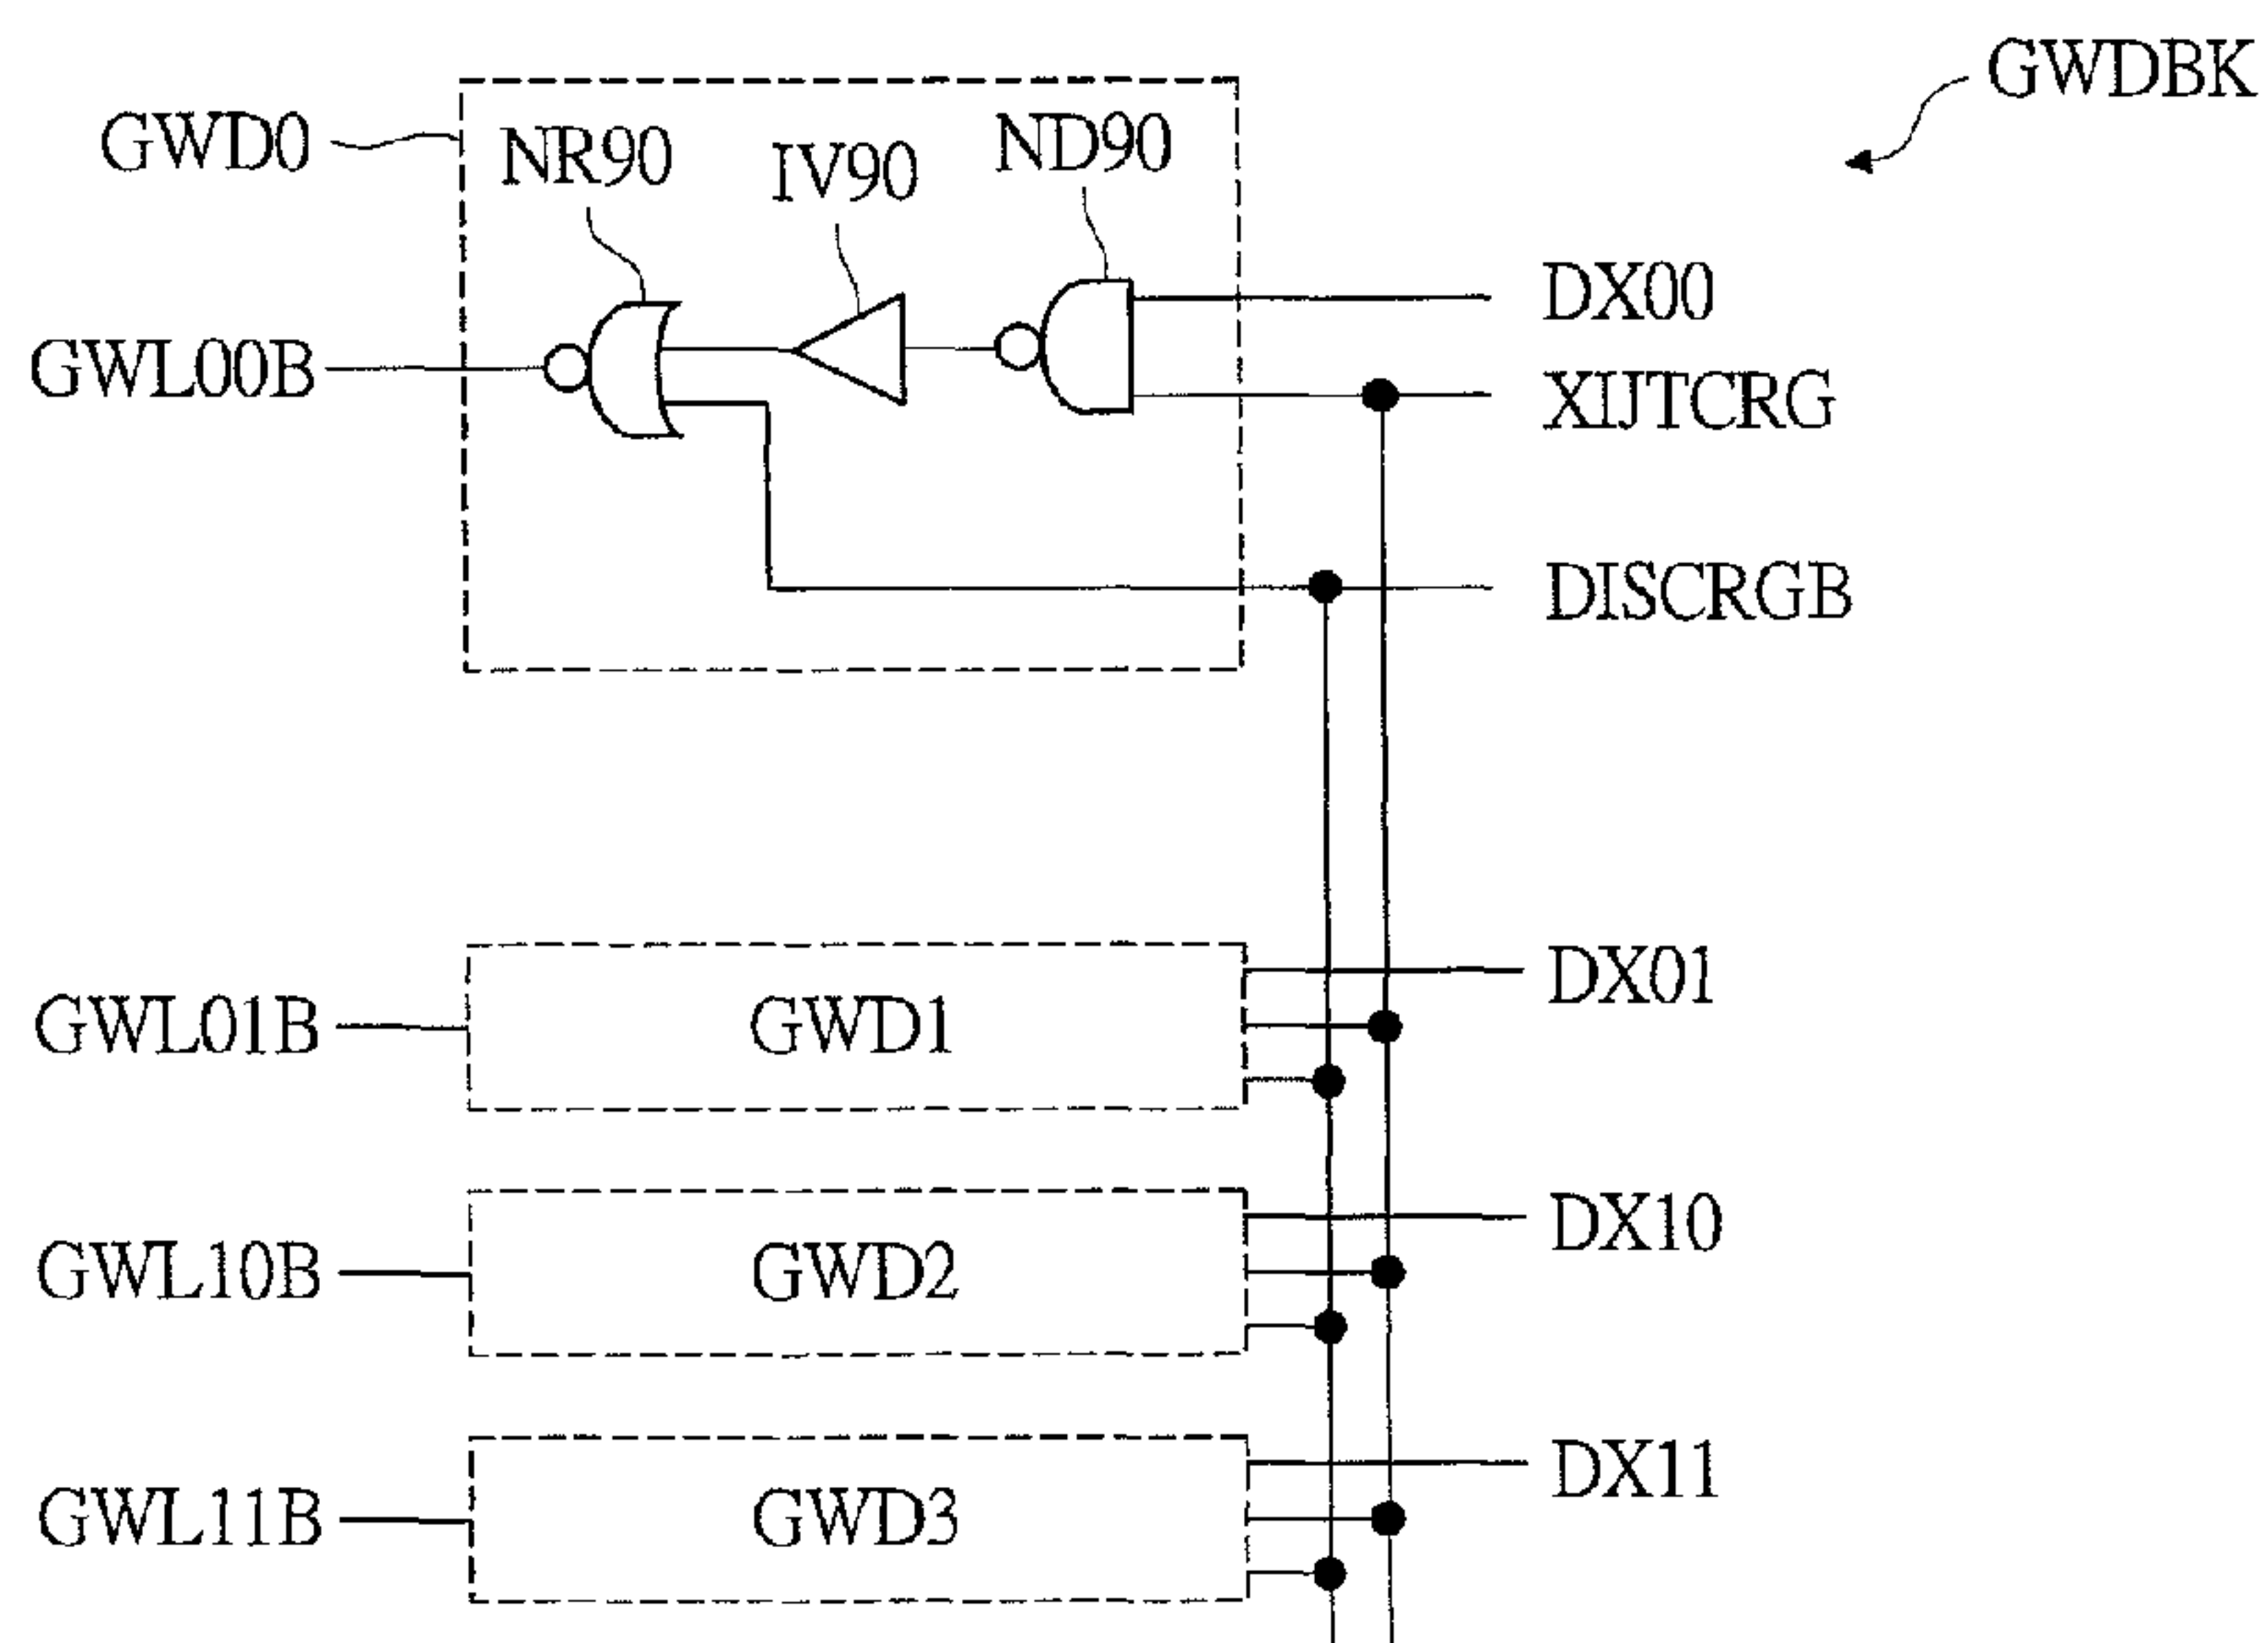 GWDBK
GWD0
NR90
IV90
ND90
DX00
GWL00B
XIJTCRG
DISCRGB
DX01
GWL01B
GWD1
DX10
GWL10B
GWD2
DX11
GWL11B
GWD3